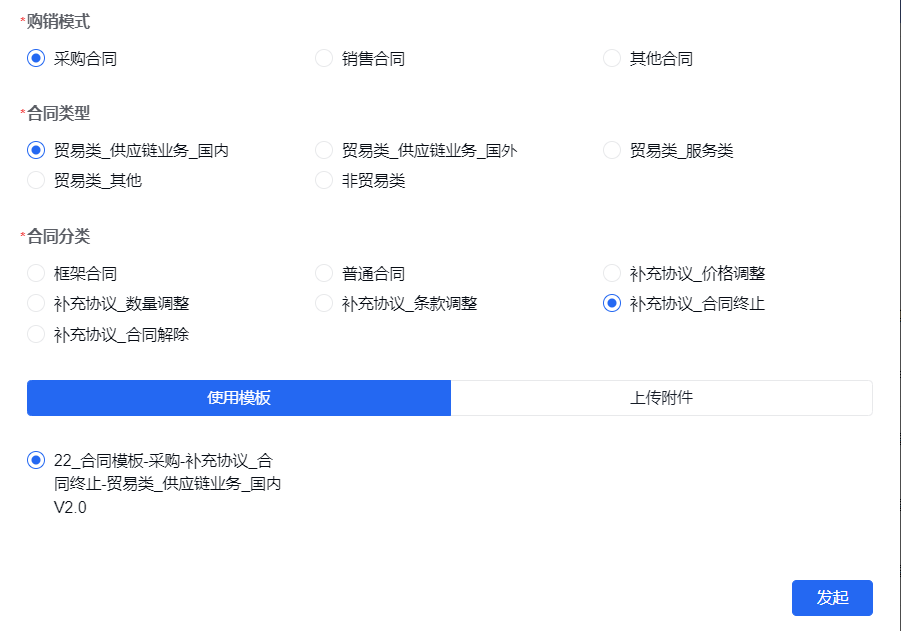 *购销模式
采购合同 销售合同 其他合同
*合同类型
贸易类_供应链业务_国内 贸易类_供应链业务_国外 贸易类_服务类
贸易类_其他 非贸易类
*合同分类
框架合同 普通合同 补充协议_价格调整
补充协议_数量调整 补充协议_条款调整 补充协议_合同终止
补充协议_合同解除
使用模板 上传附件
22_合同模板-采购-补充协议_合
同终止-贸易类_供应链业务_国内
V2.0
发起